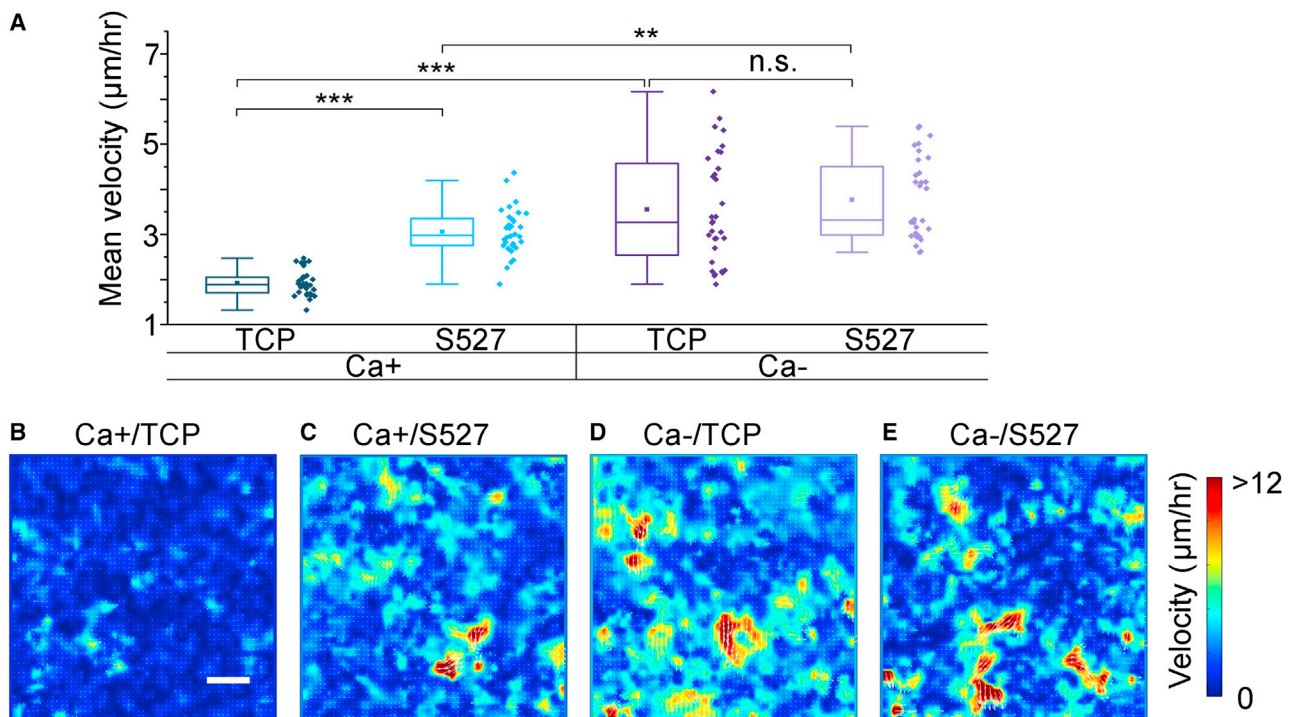 A
Mean velocity (µm/hr)
7
5
3
1
**
***
n.s.
***
TCP S527 TCP S527
Ca+ Ca-
B Ca+/TCP
C Ca+/S527
D Ca-/TCP
E Ca-/S527
Velocity (µm/hr)
>12
0